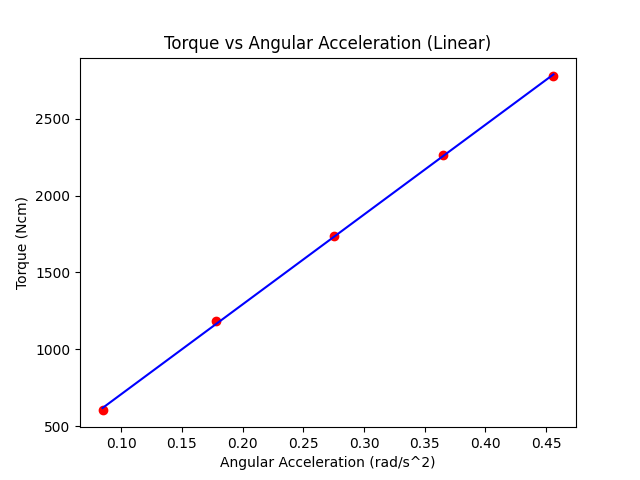 Torque vs Angular Acceleration (Linear)
2500
2000
1500
1000
500
Torque (Ncm)
0.10 0.15 0.20 0.25 0.30 0.35 0.40 0.45
Angular Acceleration (rad/s^2)